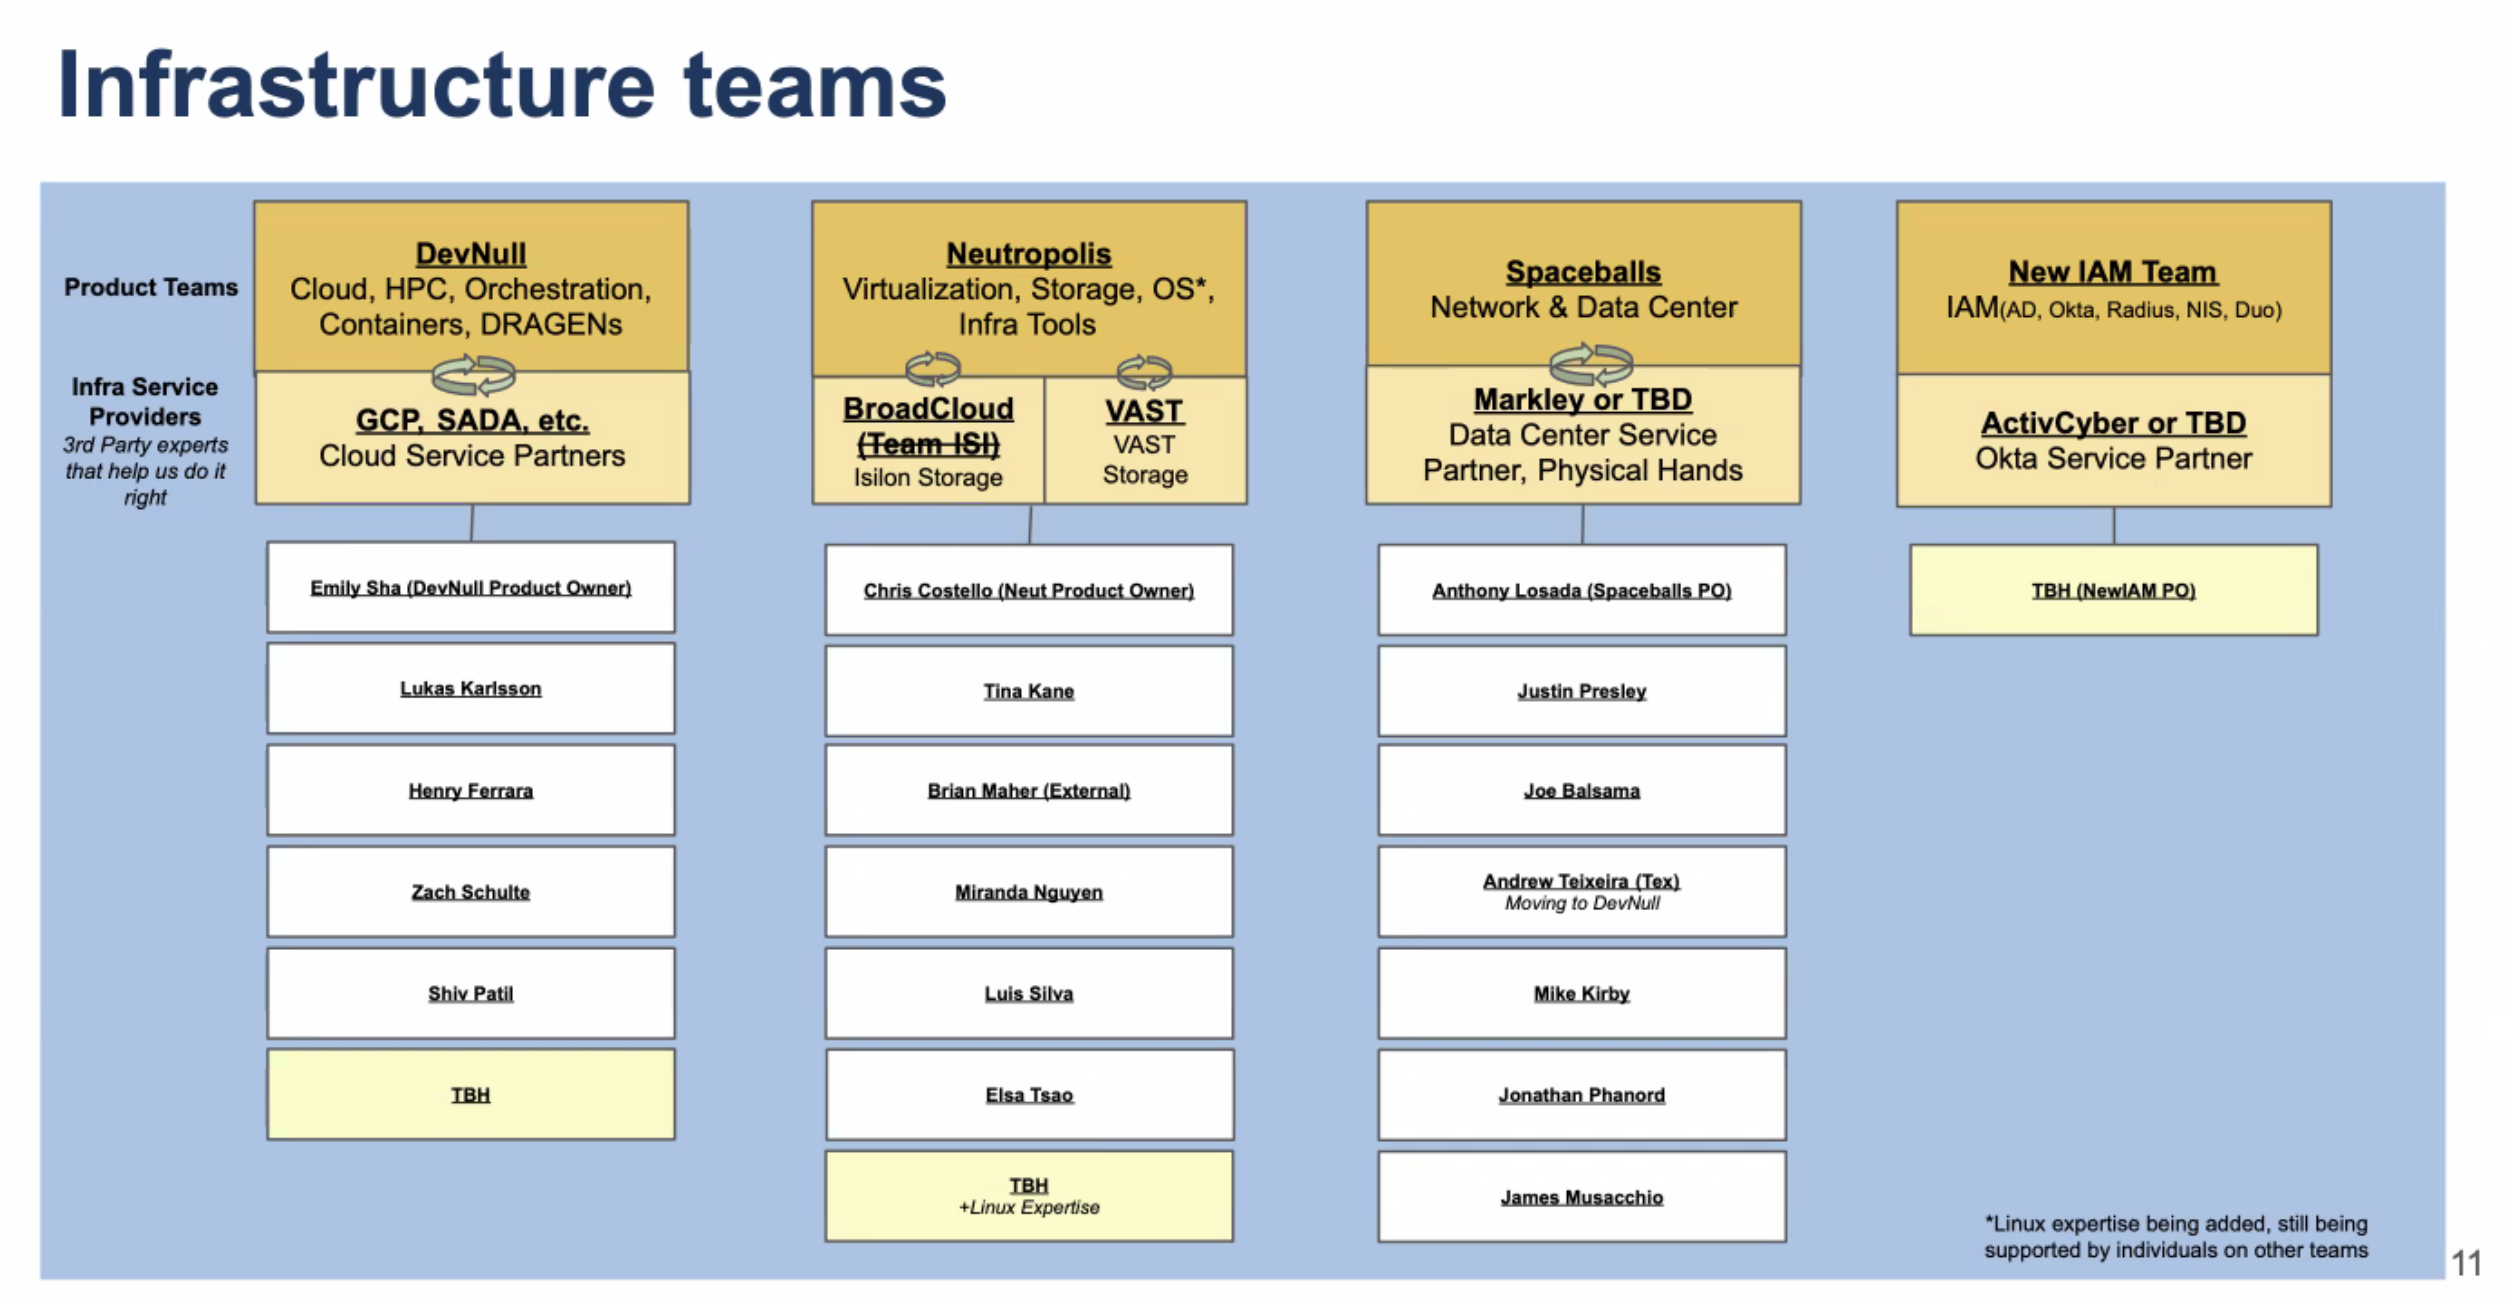 Infrastructure teams
Product Teams
DevNull
Cloud, HPC, Orchestration,
Containers, DRAGENs
Neutropolis
Virtualization, Storage, OS*,
Infra Tools
Spaceballs
Network & Data Center
New IAM Team
IAM(AD, Okta, Radius, NIS, Duo)
Infra Service
Providers
3rd Party experts
that help us do it
right
GCP, SADA, etc.
Cloud Service Partners
BroadCloud
(Team ISI)
Isilon Storage
VAST
VAST
Storage
Markley or TBD
Data Center Service
Partner, Physical Hands
ActivCyber or TBD
Okta Service Partner
Emily Sha (DevNull Product Owner)
Lukas Karlsson
Henry Ferrara
Zach Schulte
Shiv Patil
TBH
Chris Costello (Neut Product Owner)
Tina Kane
Brian Maher (External)
Miranda Nguyen
Luis Silva
Elsa Tsao
TBH
+Linux Expertise
Anthony Losada (Spaceballs PO)
Justin Presley
Joe Balsama
Andrew Teixeira (Tex)
Moving to DevNull
Mike Kirby
Jonathan Phanord
James Musacchio
TBH (NewIAM PO)
*Linux expertise being added, still being
supported by individuals on other teams
11